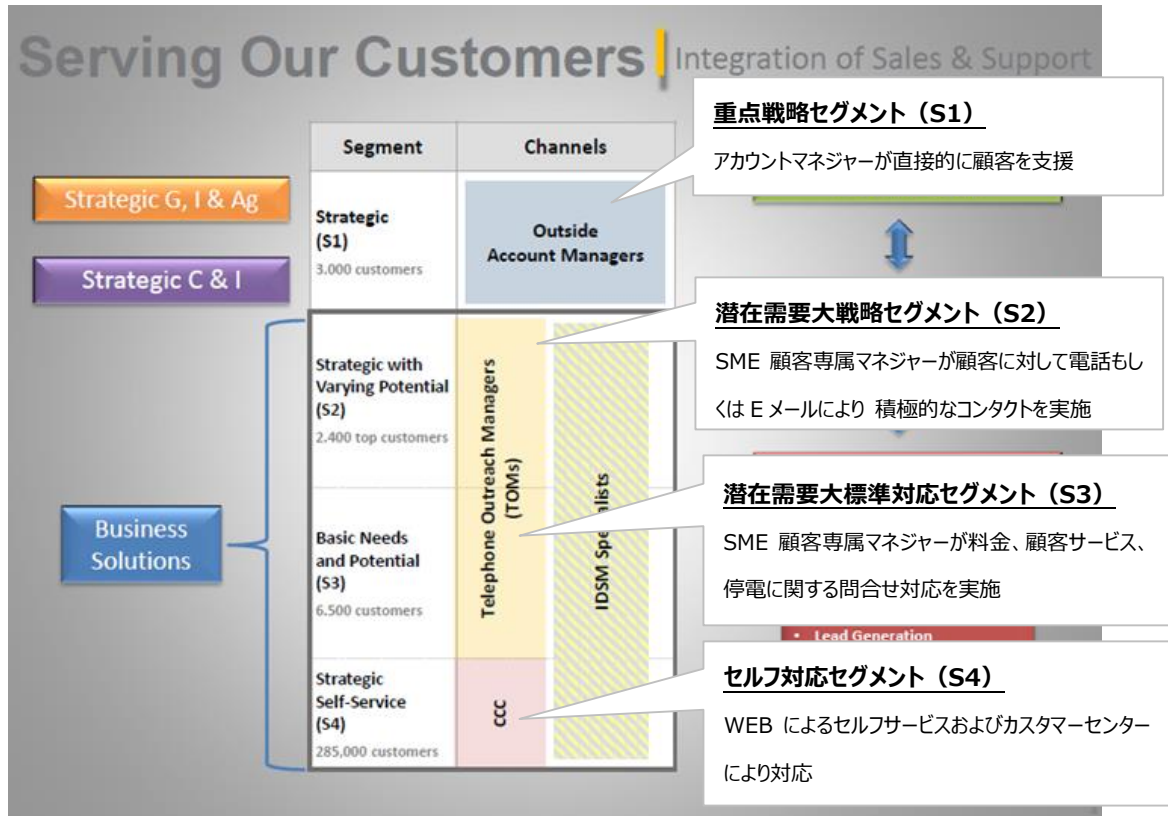 Serving Our Customers
Integration of Sales & Support
Segment
Channels
Strategic G, I & Ag
Strategic C & I
Business
Solutions
Strategic
(S1)
3.000 customers
Outside
Account Managers
Strategic with
Varying Potential
(S2)
2.400 top customers
Basic Needs
and Potential
(S3)
6.500 customers
Strategic
Self-Service
(S4)
285,000 customers
Telephone Outreach Managers
(TOMs)
CCC
IDSM
重点戦略セグメント（S1）
アカウントマネジャーが直接的に顧客を支援
潜在需要大戦略セグメント（S2）
SME 顧客専属マネジャーが顧客に対して電話もし
くは E メールにより 積極的なコンタクトを実施
潜在需要大標準対応セグメント（S3）
SME 顧客専属マネジャーが料金、顧客サービス、
停電に関する問合せ対応を実施
• Lead Generation
セルフ対応セグメント（S4）
WEB によるセルフサービスおよびカスタマーセンター
により対応